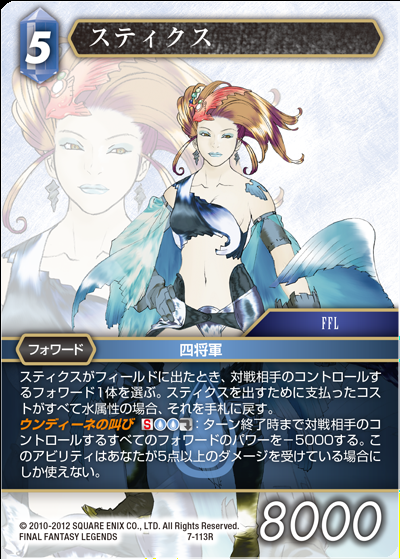 5
スティクス
FFL
フォワード
四将軍
スティクスがフィールドに出たとき、対戦相手のコントロールす
るフォワード1体を選ぶ。スティクスを出すために支払ったコス
トがすべて水属性の場合、それを手札に戻す。
ウンディーネの叫び S：ターン終了時まで対戦相手のコ
ントロールするすべてのフォワードのパワーを－5000する。こ
のアビリティはあなたが5点以上のダメージを受けている場合に
しか使えない。
© 2010-2012 SQUARE ENIX CO., LTD. All Rights Reserved.
FINAL FANTASY LEGENDS
7-113R
8000